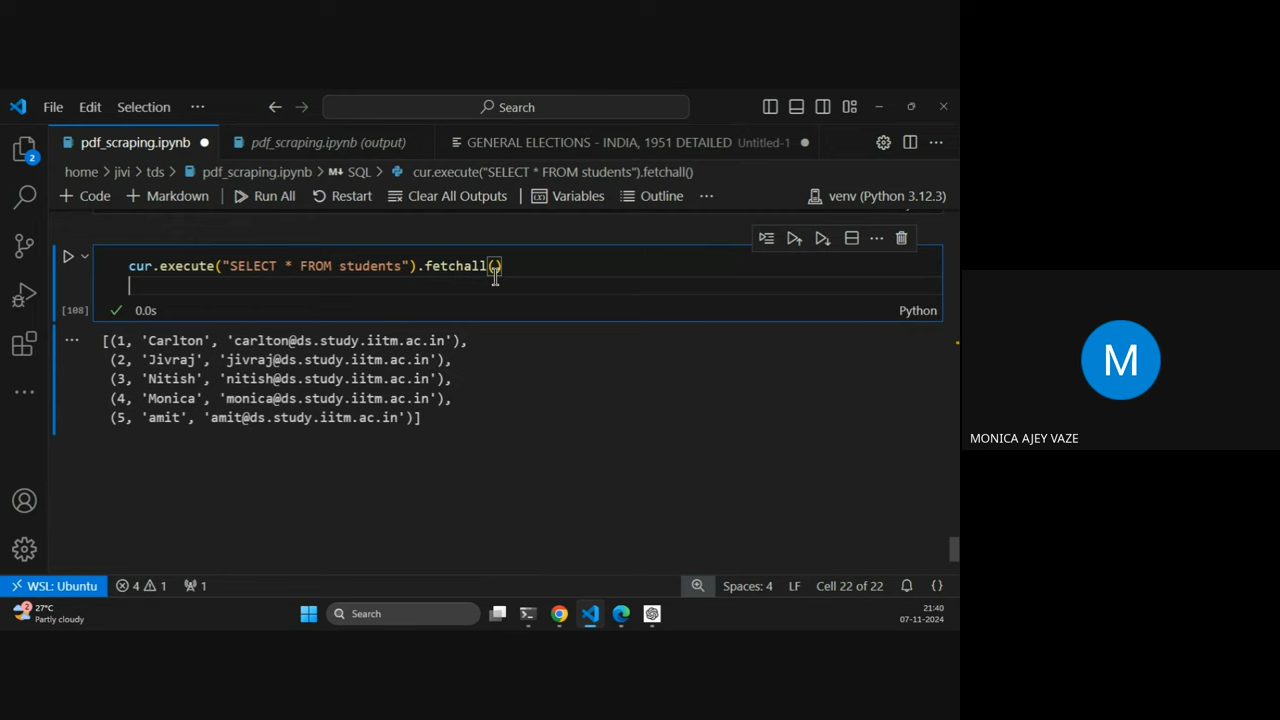 File Edit Selection ··· Search
pdf_scraping.ipynb pdf_scraping.ipynb (output) GENERAL ELECTIONS - INDIA, 1951 DETAILED Untitled-1
home > jivi > tds > pdf_scraping.ipynb > M↓ SQL > cur.execute("SELECT * FROM students").fetchall()
+ Code + Markdown Run All Restart Clear All Outputs Variables Outline ··· venv (Python 3.12.3)
cur.execute("SELECT * FROM students").fetchall()
[108] 0.0s Python
[(1, 'Carlton', 'carlton@ds.study.iitm.ac.in'),
(2, 'Jivraj', 'jivraj@ds.study.iitm.ac.in'),
(3, 'Nitish', 'nitish@ds.study.iitm.ac.in'),
(4, 'Monica', 'monica@ds.study.iitm.ac.in'),
(5, 'amit', 'amit@ds.study.iitm.ac.in')]
2
M
MONICA AJEY VAZE
WSL: Ubuntu 4 1 1 Spaces: 4 LF Cell 22 of 22 {}
2 27°C Search 21:40
Partly cloudy 07-11-2024